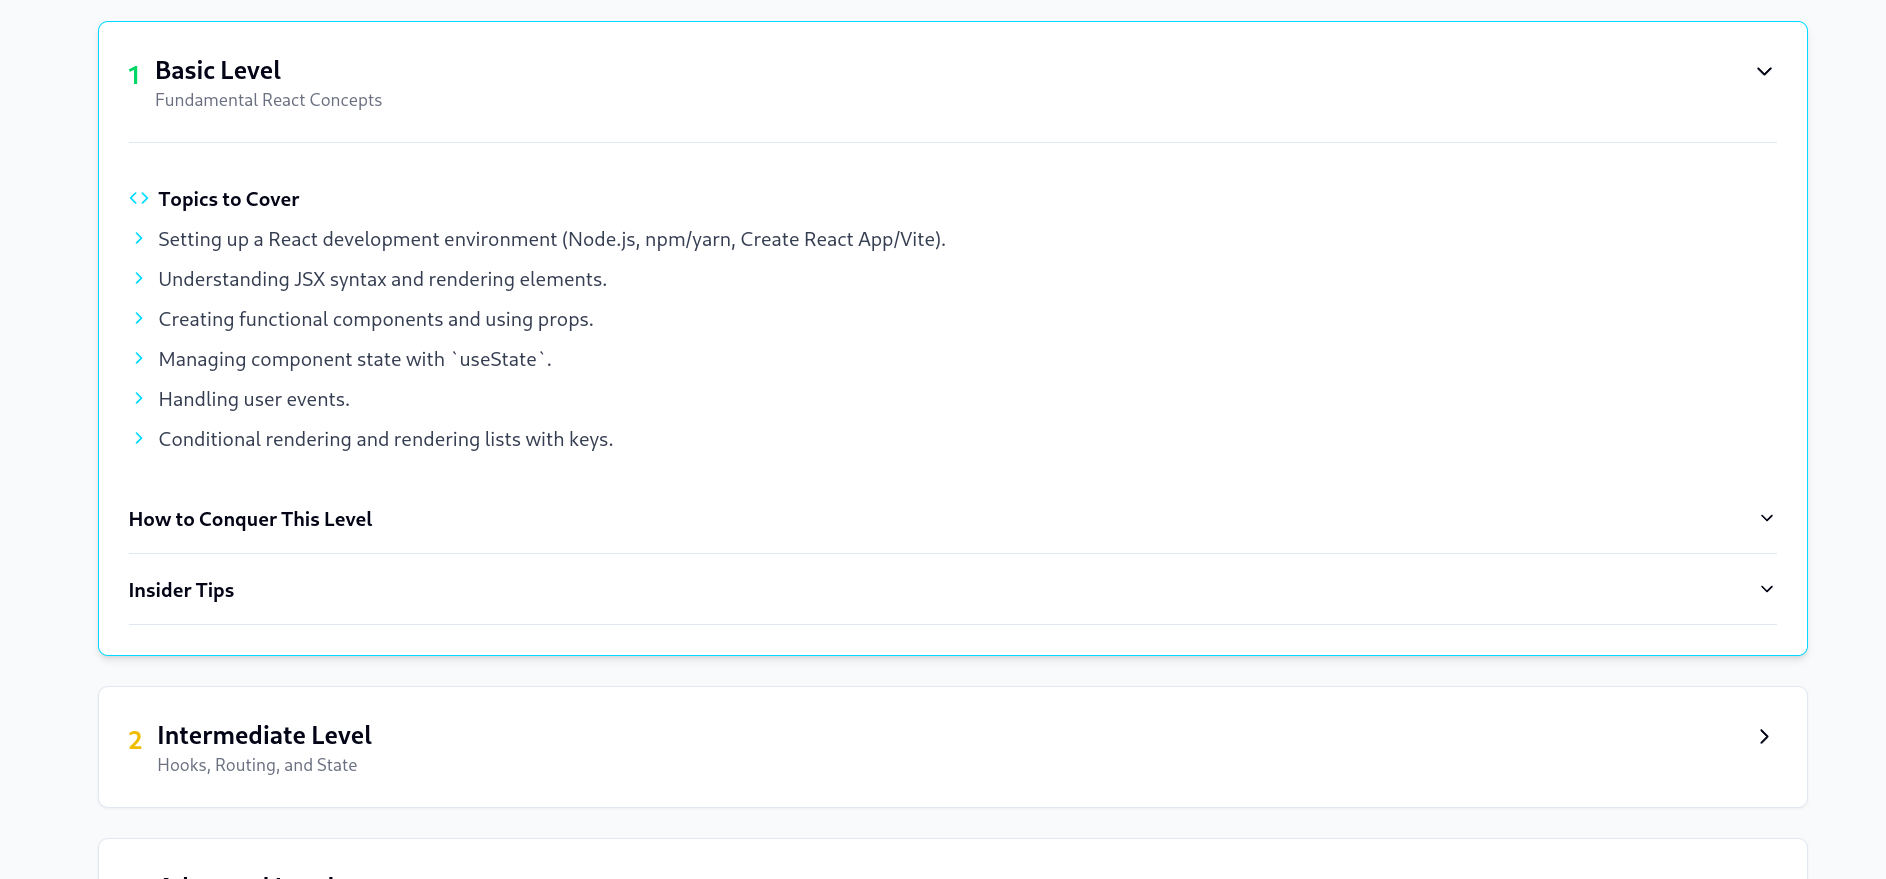 1 Basic Level
Fundamental React Concepts
Topics to Cover
Setting up a React development environment (Node.js, npm/yarn, Create React App/Vite).
Understanding JSX syntax and rendering elements.
Creating functional components and using props.
Managing component state with `useState`.
Handling user events.
Conditional rendering and rendering lists with keys.
How to Conquer This Level
Insider Tips
2 Intermediate Level
Hooks, Routing, and State